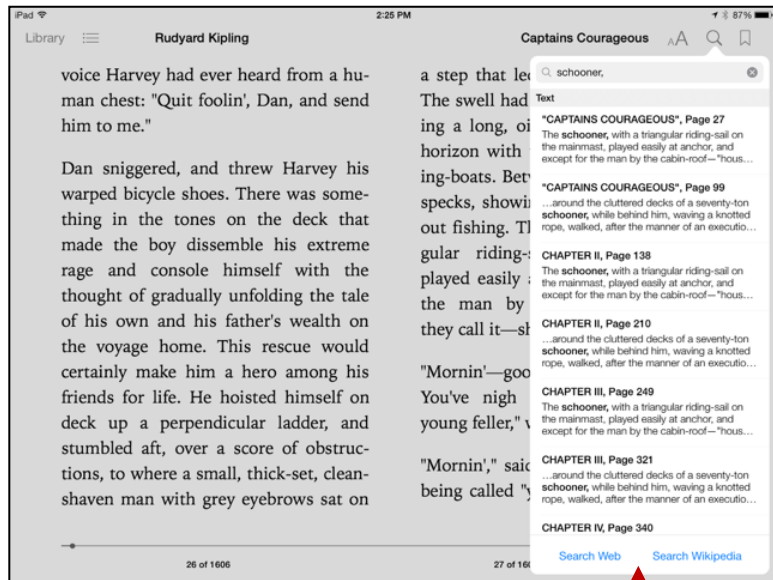 iPad
2:25 PM
87%
Library
Rudyard Kipling
Captains Courageous
AA
voice Harvey had ever heard from a hu-
man chest: "Quit foolin', Dan, and send
him to me."
Dan sniggered, and threw Harvey his
warped bicycle shoes. There was some-
thing in the tones on the deck that
made the boy dissemble his extreme
rage and console himself with the
thought of gradually unfolding the tale
of his own and his father's wealth on
the voyage home. This rescue would
certainly make him a hero among his
friends for life. He hoisted himself on
deck up a perpendicular ladder, and
stumbled aft, over a score of obstruc-
tions, to where a small, thick-set, clean-
shaven man with grey eyebrows sat on
26 of 1606
a step that
The swell had
ing a long,
horizon with
ing-boats.
specks,
out fishing.
gular
played easily
the man by
they call it—
"Mornin'—
You've nigh
young feller,"
"Mornin',"
being called
27 of
schooner,
Text
"CAPTAINS COURAGEOUS", Page 27
The schooner, with a triangular riding-sail on
the mainmast, played easily at anchor, and
except for the man by the cabin-roof—"hous...
"CAPTAINS COURAGEOUS", Page 99
...around the cluttered decks of a seventy-ton
schooner, while behind him, waving a knotted
rope, walked, after the manner of an executio...
CHAPTER II, Page 138
The schooner, with a triangular riding-sail on
the mainmast, played easily at anchor, and
except for the man by the cabin-roof—"hous...
CHAPTER II, Page 210
...around the cluttered decks of a seventy-ton
schooner, while behind him, waving a knotted
rope, walked, after the manner of an executio...
CHAPTER III, Page 249
The schooner, with a triangular riding-sail on
the mainmast, played easily at anchor, and
except for the man by the cabin-roof—"hous...
CHAPTER III, Page 321
...around the cluttered decks of a seventy-ton
schooner, while behind him, waving a knotted
rope, walked, after the manner of an executio...
CHAPTER IV, Page 340
Search Web
Search Wikipedia